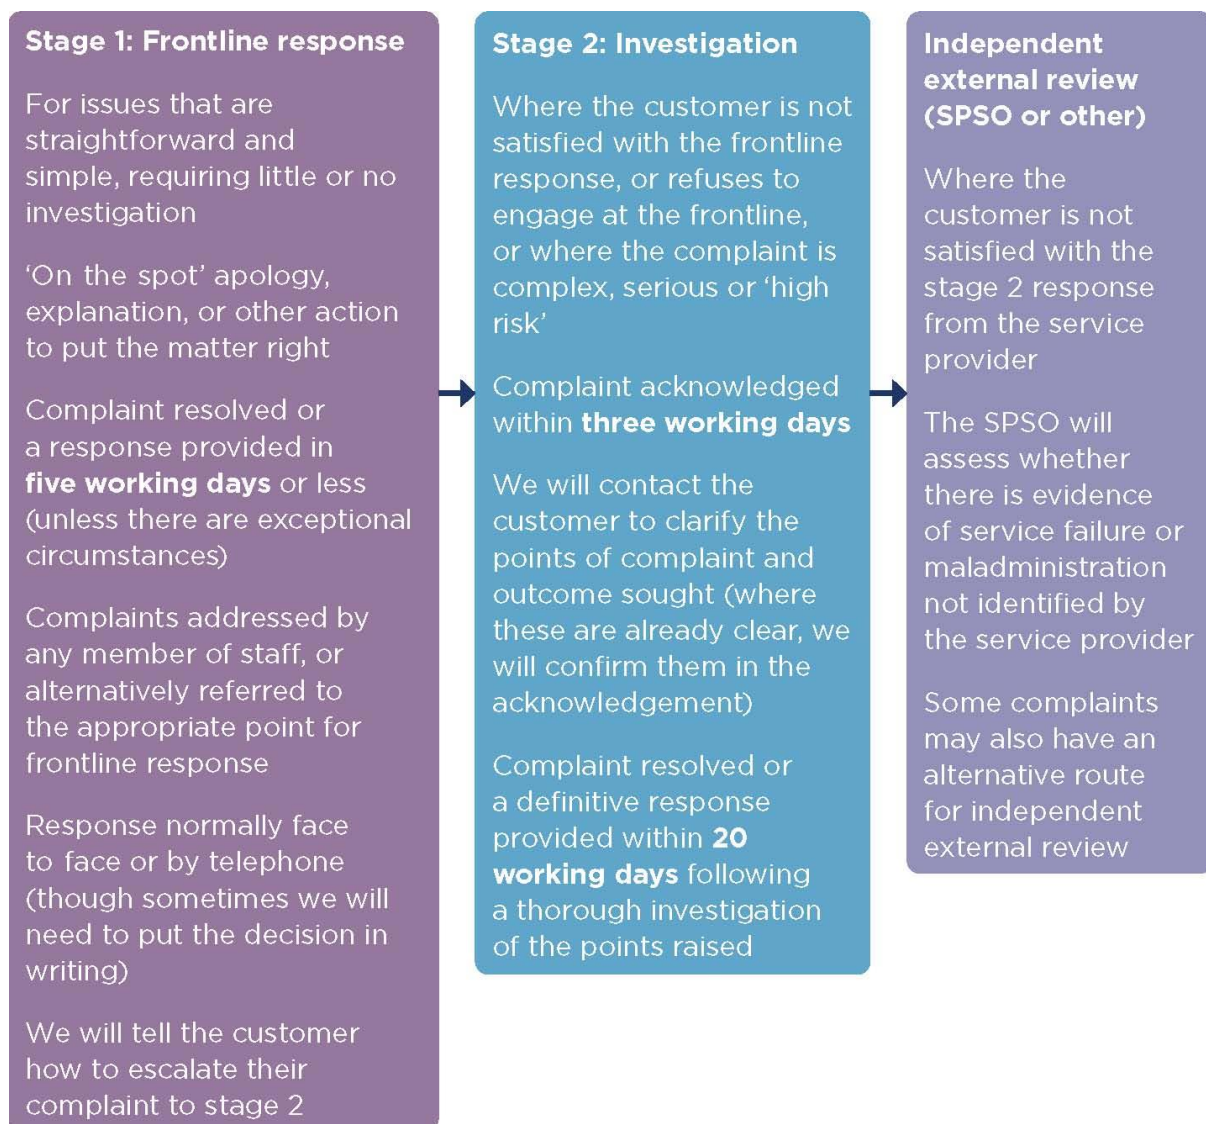 Stage 1: Frontline response
For issues that are
straightforward and
simple, requiring little or no
investigation
‘On the spot’ apology,
explanation, or other action
to put the matter right
Complaint resolved or
a response provided in
five working days or less
(unless there are exceptional
circumstances)
Complaints addressed by
any member of staff, or
alternatively referred to
the appropriate point for
frontline response
Response normally face
to face or by telephone
(though sometimes we will
need to put the decision in
writing)
We will tell the customer
how to escalate their
complaint to stage 2
Stage 2: Investigation
Where the customer is not
satisfied with the frontline
response, or refuses to
engage at the frontline,
or where the complaint is
complex, serious or ‘high
risk’
Complaint acknowledged
within three working days
We will contact the
customer to clarify the
points of complaint and
outcome sought (where
these are already clear, we
will confirm them in the
acknowledgement)
Complaint resolved or
a definitive response
provided within 20
working days following
a thorough investigation
of the points raised
Independent
external review
(SPSO or other)
Where the
customer is not
satisfied with the
stage 2 response
from the service
provider
The SPSO will
assess whether
there is evidence
of service failure or
maladministration
not identified by
the service provider
Some complaints
may also have an
alternative route
for independent
external review